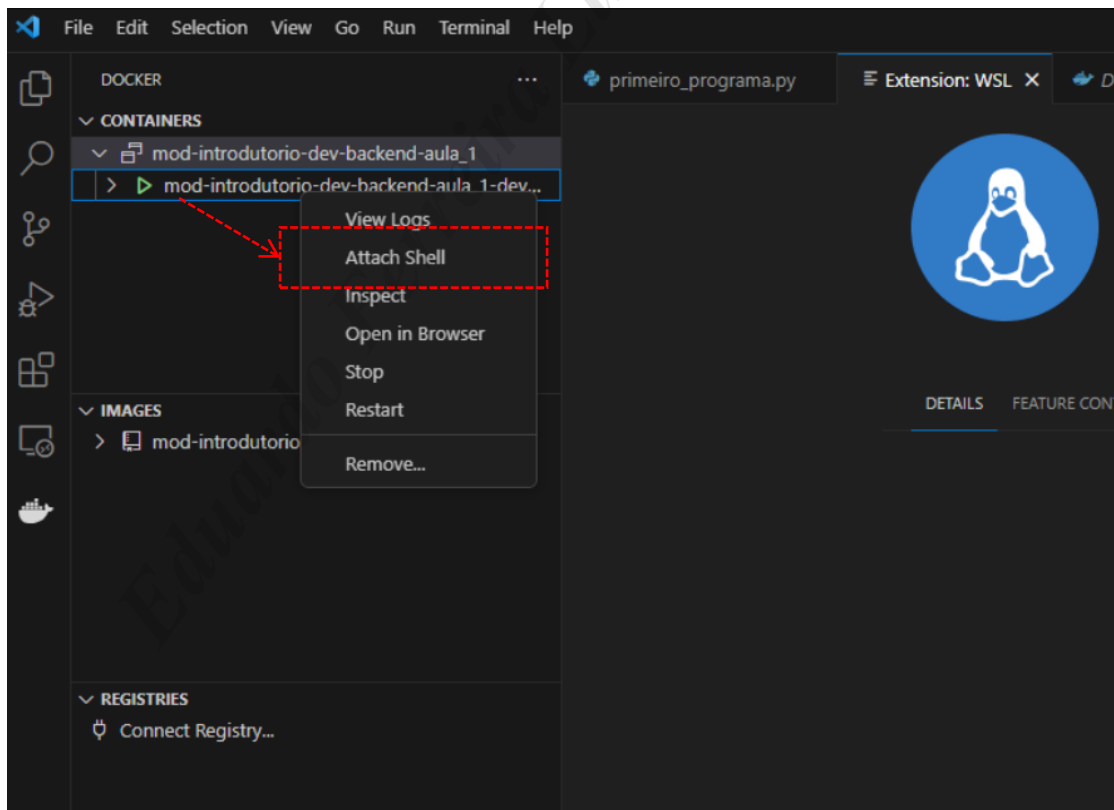 File Edit Selection View Go Run Terminal Help
DOCKER ...
primeiro_programa.py
Extension: WSL
D
CONTAINERS
mod-introdutorio-dev-backend-aula_1
mod-introdutorio-dev-backend-aula_1-dev...
View Logs
Attach Shell
Inspect
Open in Browser
Stop
Restart
Remove...
IMAGES
mod-introdutorio
DETAILS FEATURE CON
REGISTRIES
Connect Registry...